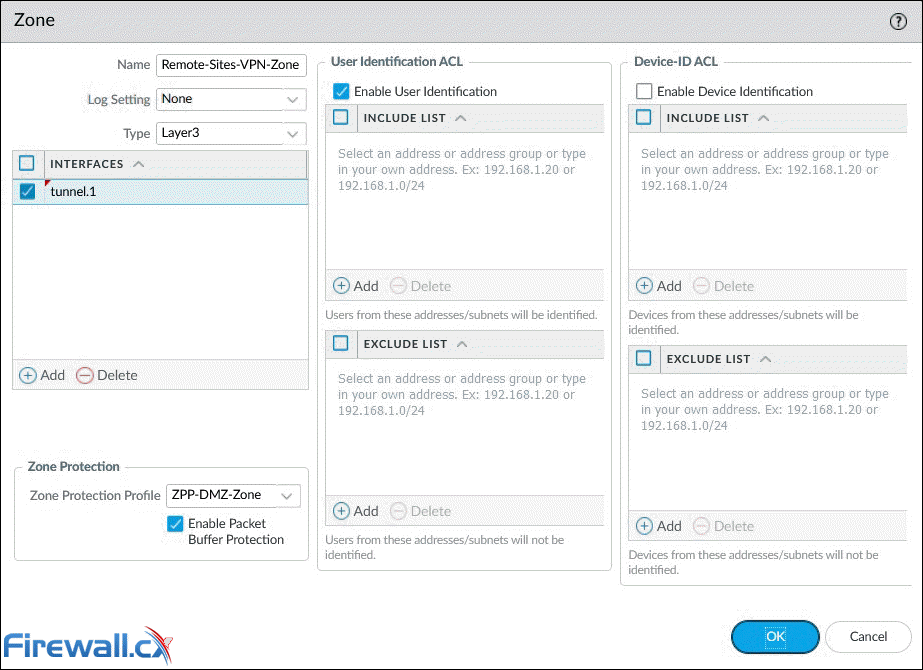 Zone
?
Name Remote-Sites-VPN-Zone
Log Setting None
Type Layer3
INTERFACES
tunnel.1
Add Delete
Zone Protection
Zone Protection Profile ZPP-DMZ-Zone
Enable Packet
Buffer Protection
User Identification ACL
Enable User Identification
INCLUDE LIST
Select an address or address group or type
in your own address. Ex: 192.168.1.20 or
192.168.1.0/24
Add Delete
Users from these addresses/subnets will be identified.
EXCLUDE LIST
Select an address or address group or type
in your own address. Ex: 192.168.1.20 or
192.168.1.0/24
Add Delete
Users from these addresses/subnets will not be
identified.
Device-ID ACL
Enable Device Identification
INCLUDE LIST
Select an address or address group or type
in your own address. Ex: 192.168.1.20 or
192.168.1.0/24
Add Delete
Devices from these addresses/subnets will be
identified.
EXCLUDE LIST
Select an address or address group or type
in your own address. Ex: 192.168.1.20 or
192.168.1.0/24
Add Delete
Devices from these addresses/subnets will not be
identified.
Firewall.cx
OK Cancel